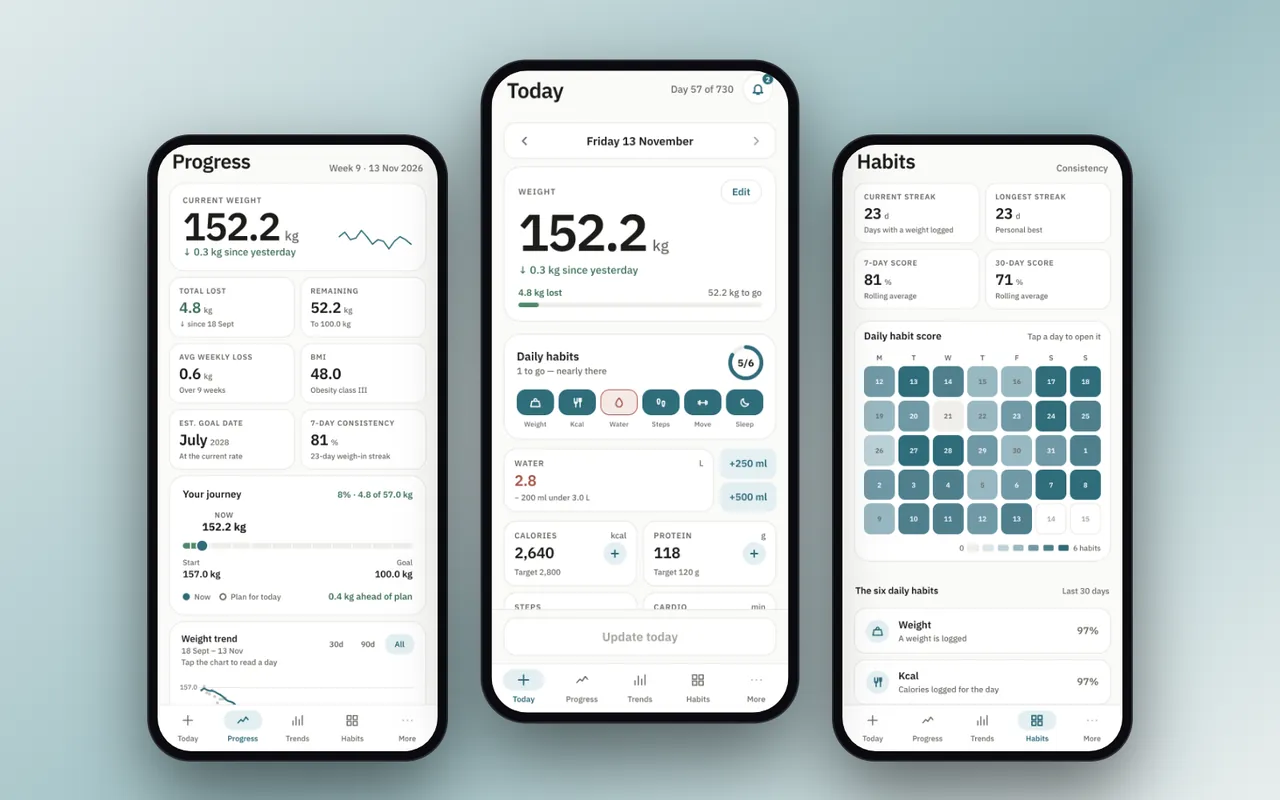 Progress
Week 9 · 13 Nov 2026
CURRENT WEIGHT
152.2 kg
↓ 0.3 kg since yesterday
TOTAL LOST
4.8 kg
↓ since 18 Sept
REMAINING
52.2 kg
To 100.0 kg
AVG WEEKLY LOSS
0.6 kg
Over 9 weeks
BMI
48.0
Obesity class III
EST. GOAL DATE
July 2028
At the current rate
7-DAY CONSISTENCY
81 %
23-day weigh-in streak
Your journey
8% · 4.8 of 57.0 kg
NOW
152.2 kg
Start
Goal
157.0 kg
100.0 kg
Now
Plan for today
0.4 kg ahead of plan
Weight trend
18 Sept – 13 Nov
Tap the chart to read a day
30d
90d
All
157.0
Today
Progress
Trends
Habits
More
Today
Day 57 of 730
2
Friday 13 November
WEIGHT
Edit
152.2 kg
↓ 0.3 kg since yesterday
4.8 kg lost
52.2 kg to go
Daily habits
1 to go — nearly there
5/6
Weight
Kcal
Water
Steps
Move
Sleep
WATER
L
2.8
~ 200 ml under 3.0 L
+250 ml
+500 ml
CALORIES
kcal
2,640
+
Target 2,800
PROTEIN
g
118
+
Target 120 g
STEPS
CARDIO
min
Update today
Today
Progress
Trends
Habits
More
Habits
Consistency
CURRENT STREAK
23 d
Days with a weight logged
LONGEST STREAK
23 d
Personal best
7-DAY SCORE
81 %
Rolling average
30-DAY SCORE
71 %
Rolling average
Daily habit score
Tap a day to open it
M T W T F S S
12 13 14 15 16 17 18
19 20 21 22 23 24 25
26 27 28 29 30 31 1
2 3 4 5 6 7 8
9 10 11 12 13 14 15
0
6 habits
The six daily habits
Last 30 days
Weight
A weight is logged
97%
Kcal
Calories logged for the day
97%
Today
Progress
Trends
Habits
More